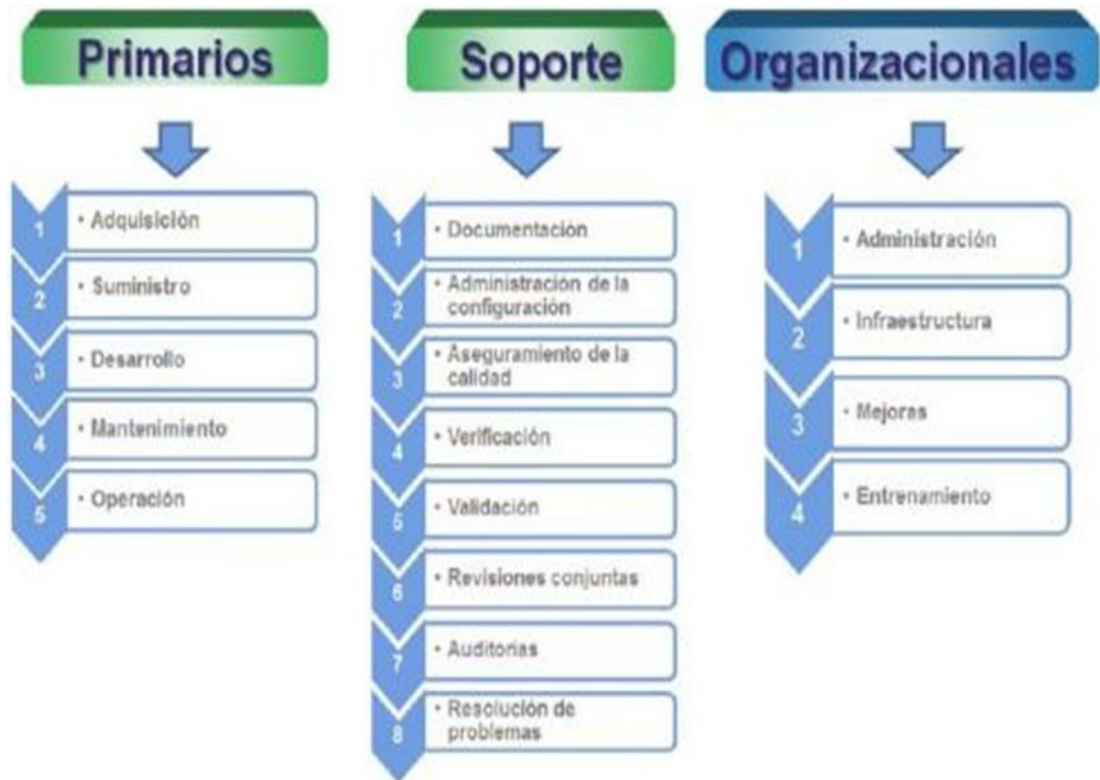 Primarios
1
• Adquisición
2
• Suministro
3
• Desarrollo
4
• Mantenimiento
5
• Operación
Soporte
1
• Documentación
2
• Administración de la
configuración
3
• Aseguramiento de la
calidad
4
• Verificación
5
• Validación
6
• Revisiones conjuntas
7
• Auditorias
8
• Resolución de
problemas
Organizacionales
1
• Administración
2
• Infraestructura
3
• Mejoras
4
• Entrenamiento